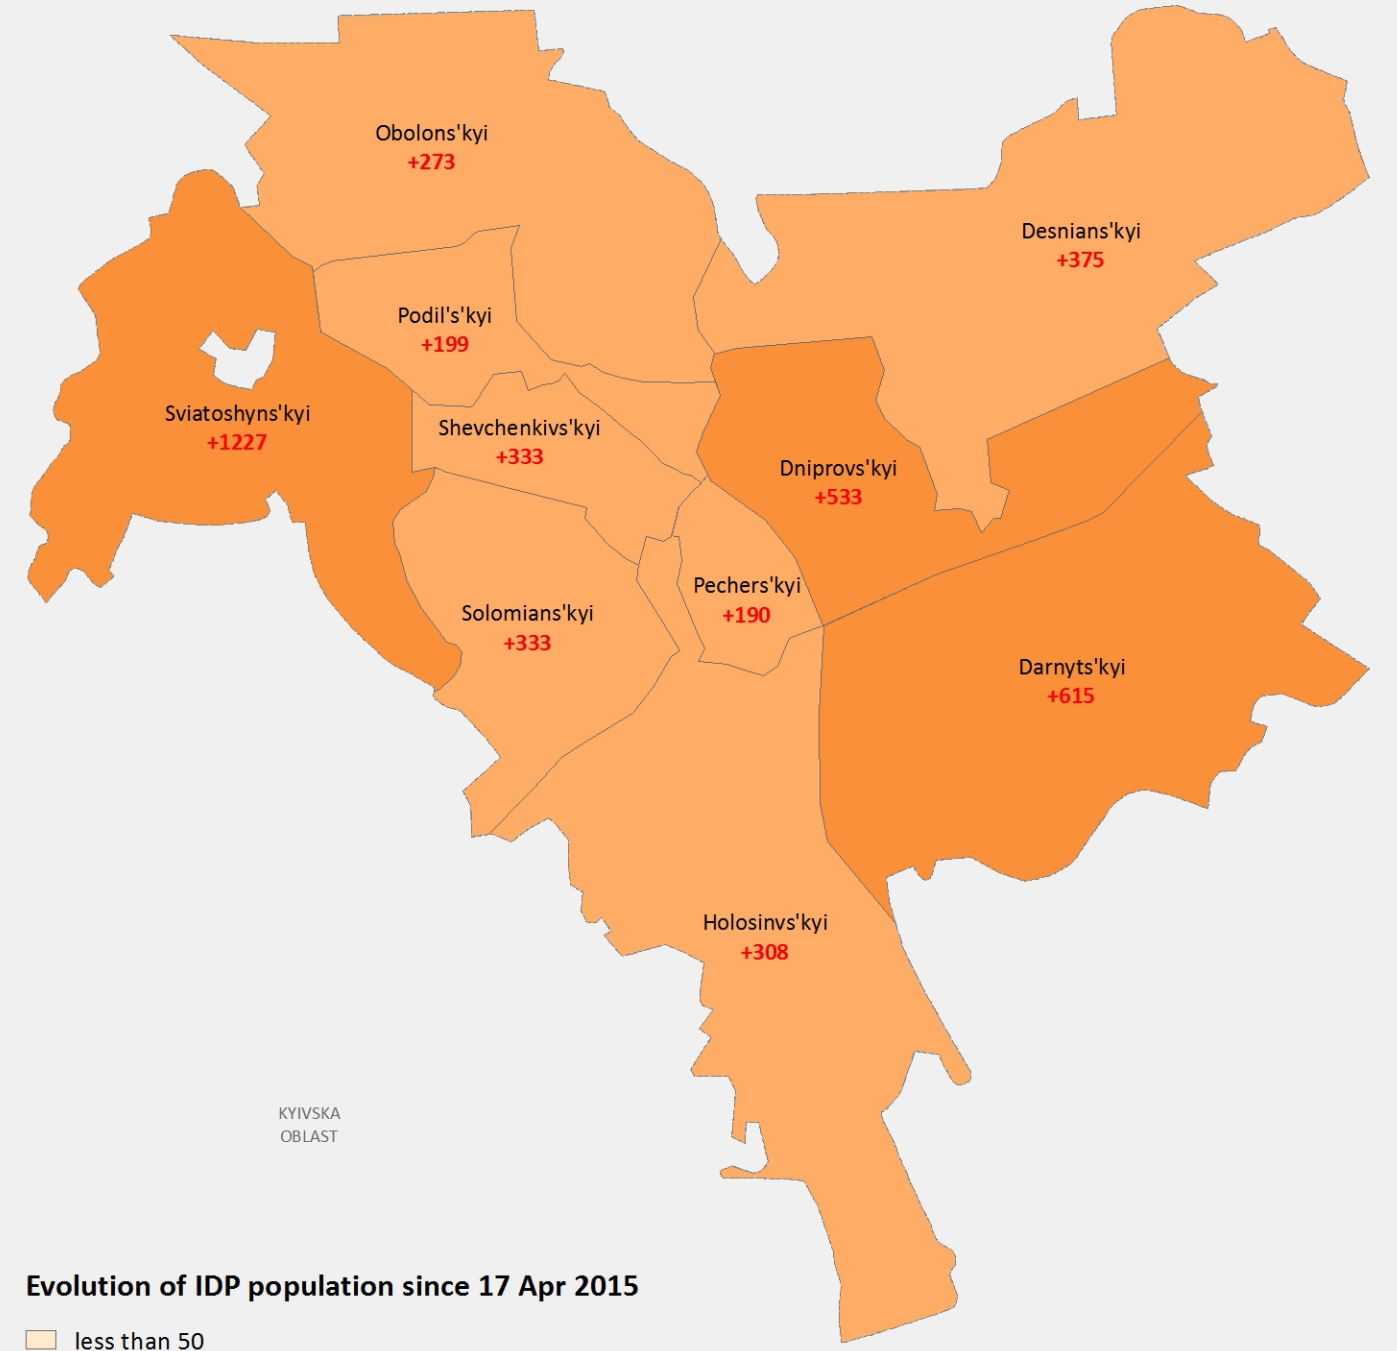 Obolons'kyi
+273
Desnians'kyi
+375
Podil's'kyi
+199
Sviatoshyns'kyi
+1227
Shevchenkivs'kyi
+333
Dniprovs'kyi
+533
Pechers'kyi
+190
Solomians'kyi
+333
Darnyts'kyi
+615
Holosinvs'kyi
+308
KYIVSKA
OBLAST
Evolution of IDP population since 17 Apr 2015
less than 50